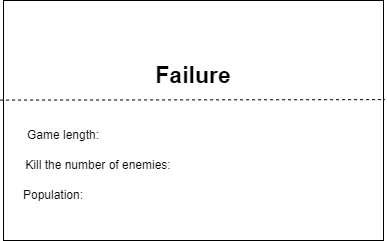 Failure
Game length:
Kill the number of enemies:
Population: